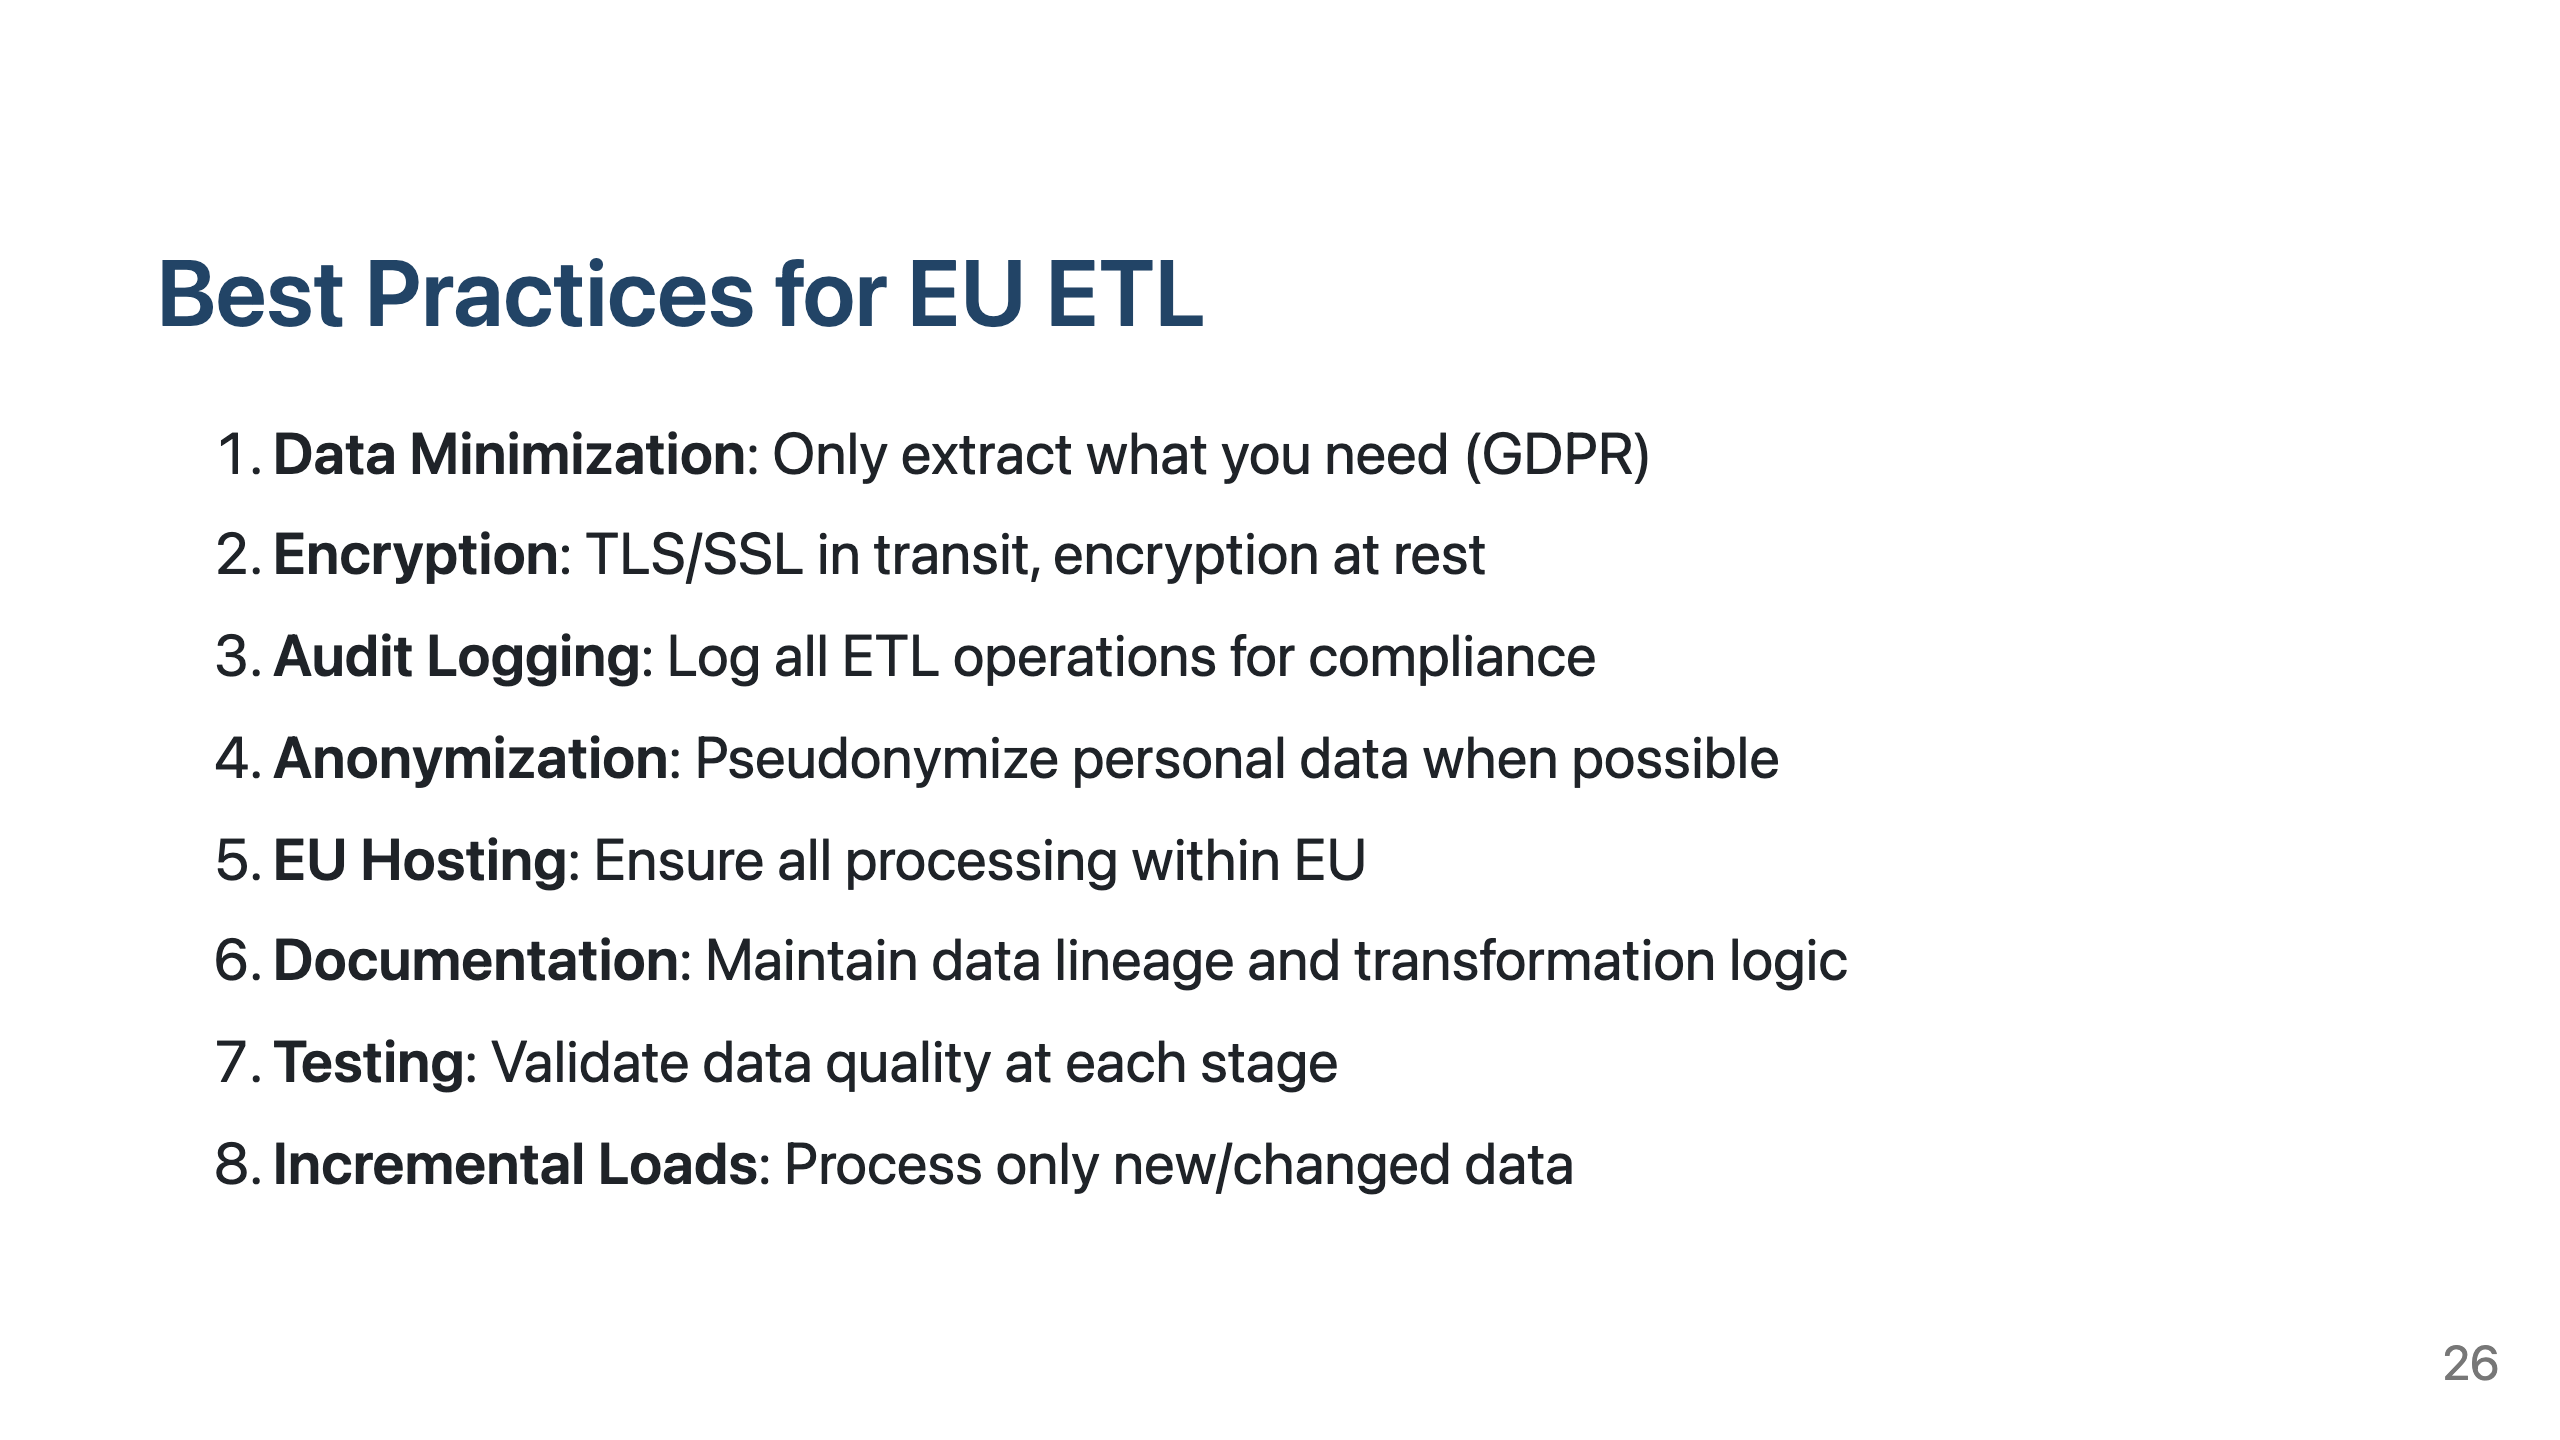 Best Practices for EU ETL
1. Data Minimization: Only extract what you need (GDPR)
2. Encryption: TLS/SSL in transit, encryption at rest
3. Audit Logging: Log all ETL operations for compliance
4. Anonymization: Pseudonymize personal data when possible
5. EU Hosting: Ensure all processing within EU
6. Documentation: Maintain data lineage and transformation logic
7. Testing: Validate data quality at each stage
8. Incremental Loads: Process only new/changed data
26